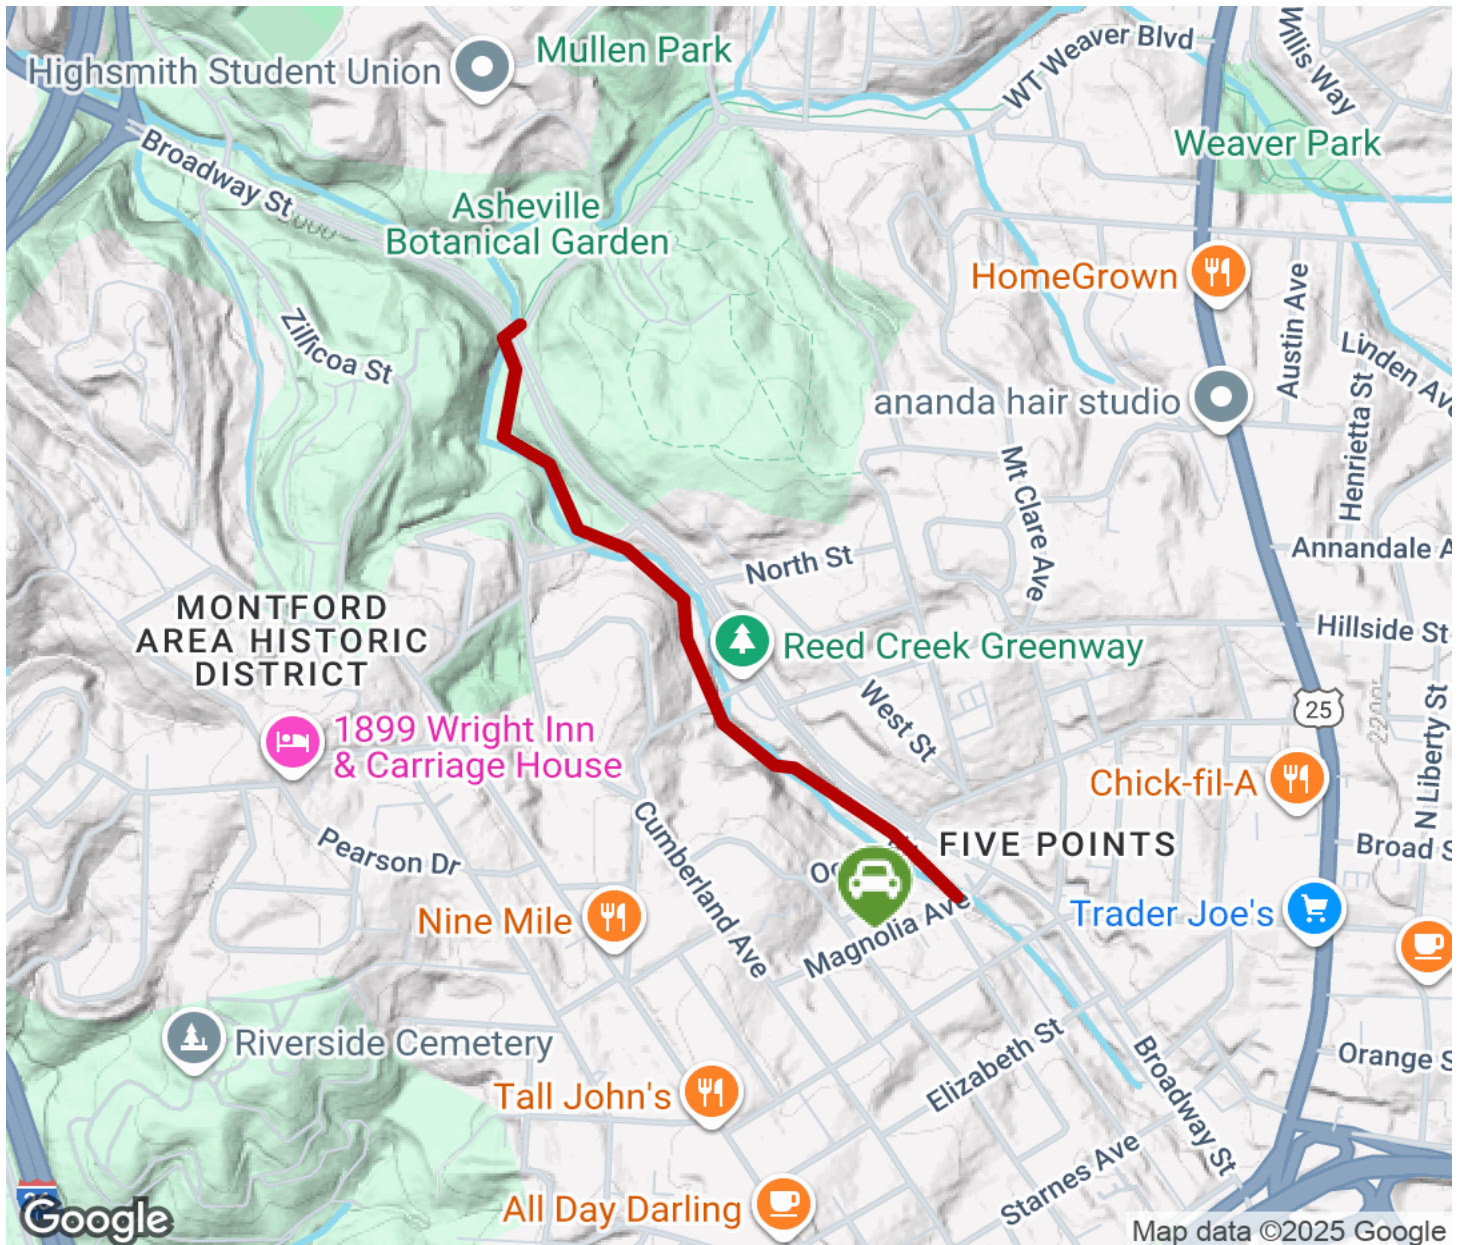 Mullen Park
Highsmith Student Union
WT Weaver Blvd
Willis Way
Weaver Park
Broadway St
Asheville
Botanical Garden
HomeGrown
Austin Ave
Zillicoa St
Linden Ave
ananda hair studio
Henrietta St
Mt Clare Ave
North St
Annandale A
MONTFORD
AREA HISTORIC
DISTRICT
Reed Creek Greenway
Hillside St
West St
25
N Liberty St
1899 Wright Inn
& Carriage House
Chick-fil-A
Cumberland Ave
Pearson Dr
FIVE POINTS
Broad S
Nine Mile
Magnolia Ave
Trader Joe's
Riverside Cemetery
Elizabeth St
Broadway St
Orange S
Tall John's
Starnes Ave
All Day Darling
Google
Map data ©2025 Google